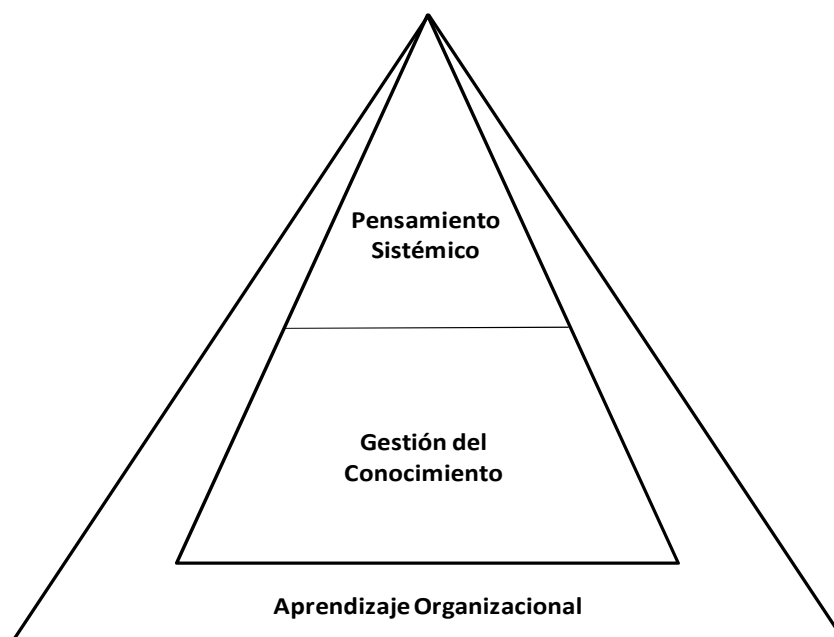 Pensamiento
Sistémico
Gestión del
Conocimiento
Aprendizaje Organizacional